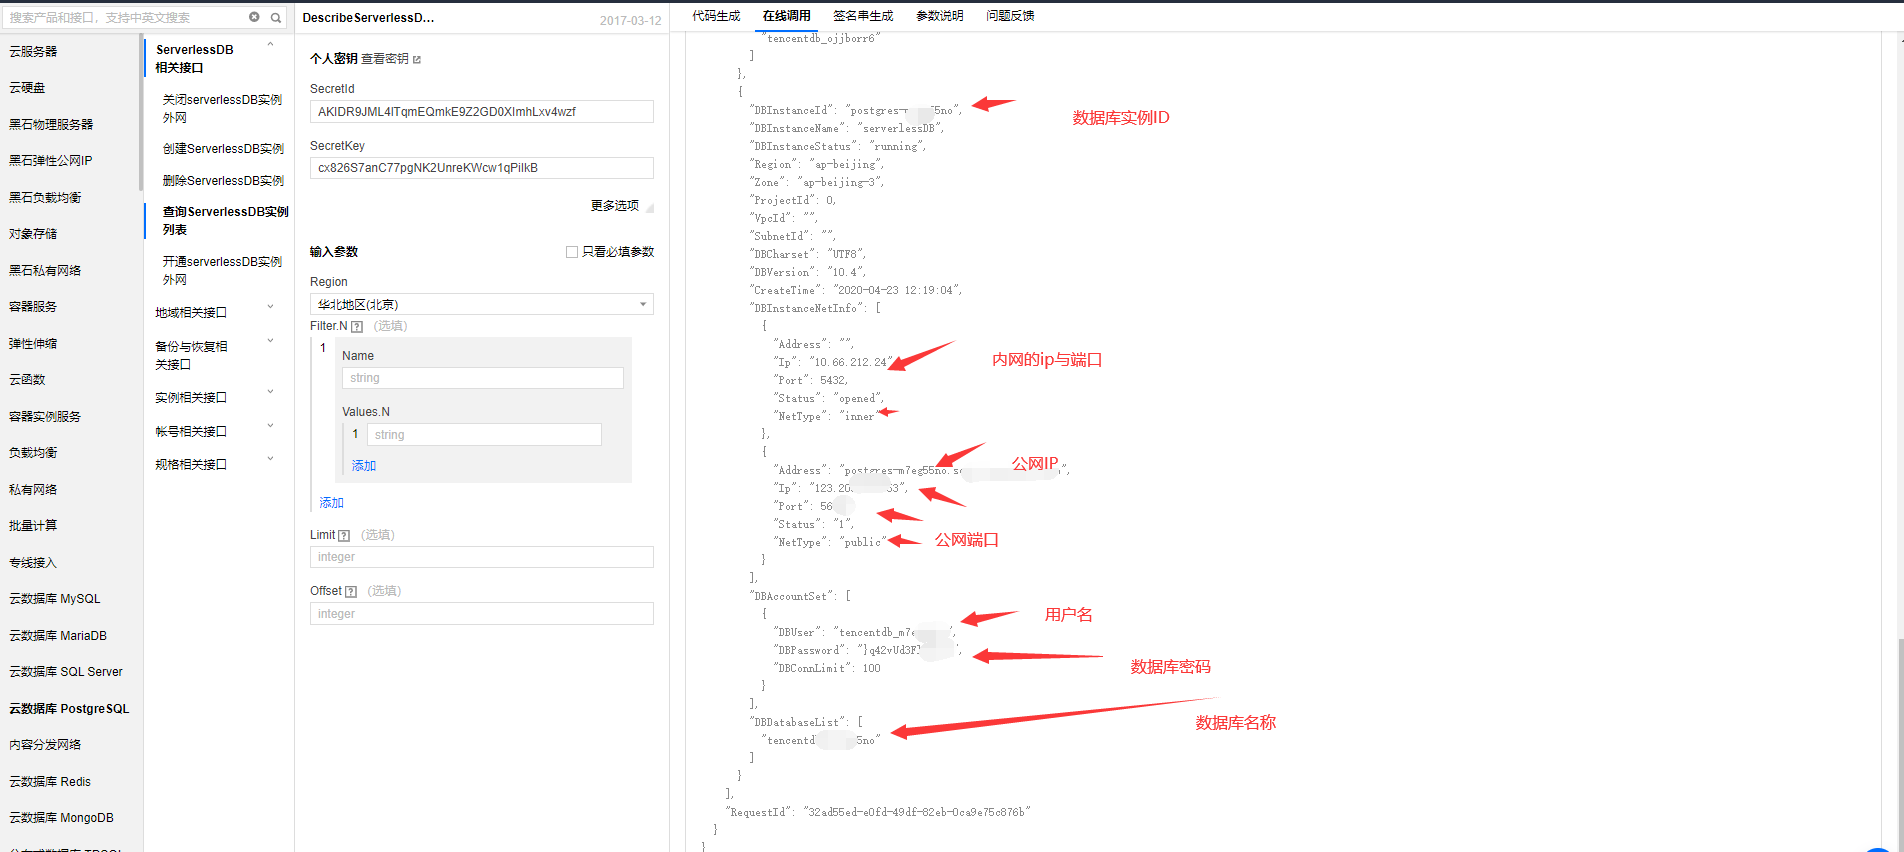 搜索产品和接口，支持中英文搜索
云服务器
云硬盘
黑石物理服务器
黑石弹性公网IP
黑石负载均衡
对象存储
黑石私有网络
容器服务
弹性伸缩
云函数
容器实例服务
负载均衡
私有网络
批量计算
专线接入
云数据库 MySQL
云数据库 MariaDB
云数据库 SQL Server
云数据库 PostgreSQL
内容分发网络
云数据库 Redis
云数据库 MongoDB
ServerlessDB
相关接口
关闭serverlessDB实例
外网
创建ServerlessDB实例
删除ServerlessDB实例
查询ServerlessDB实例
列表
开通serverlessDB实例
外网
地域相关接口
备份与恢复相
关接口
实例相关接口
帐号相关接口
规格相关接口
DescribeServerlessD...
2017-03-12
个人密钥 查看密钥
SecretId
SecretKey
更多选项
输入参数
只看必填参数
Region
华北地区(北京)
Filter.N (选填)
1
Name
string
Values.N
1
string
添加
添加
Limit (选填)
integer
Offset (选填)
integer
代码生成 在线调用 签名串生成 参数说明 问题反馈
"tencentdb_ojjborr6"
]
},
{
"DBInstanceId": "postgres- 5no",
数据库实例ID
"DBInstanceName": "serverlessDB",
"DBInstanceStatus": "running",
"Region": "ap-beijing",
"Zone": "ap-beijing-3",
"ProjectId": 0,
"VpcId": "",
"SubnetId": "",
"DBCharset": "UTF8",
"DBVersion": "10.4",
"CreateTime": "2020-04-23 12:19:04",
"DBInstanceNetInfo": [
{
"Address": "",
"Ip": "10.66.212.24"
内网的ip与端口
"Port": 5432,
"Status": "opened",
"NetType": "inner"
},
{
"Address": "postgres-m7eg55no.s ",
公网IP
"Ip": "123.20 53",
"Port": 56
"Status": "1",
"NetType": "public"
公网端口
}
],
"DBAccountSet": [
{
"DBUser": "tencentdb_m7e ",
用户名
"DBPassword": "}q42vUd3F ",
数据库密码
"DBConnLimit": 100
}
],
"DBDatabaseList": [
数据库名称
"tencentd 5no"
]
}
],
"RequestId": "32ad55ed-e0fd-49df-82eb-0ca9e75c876b"
}
}